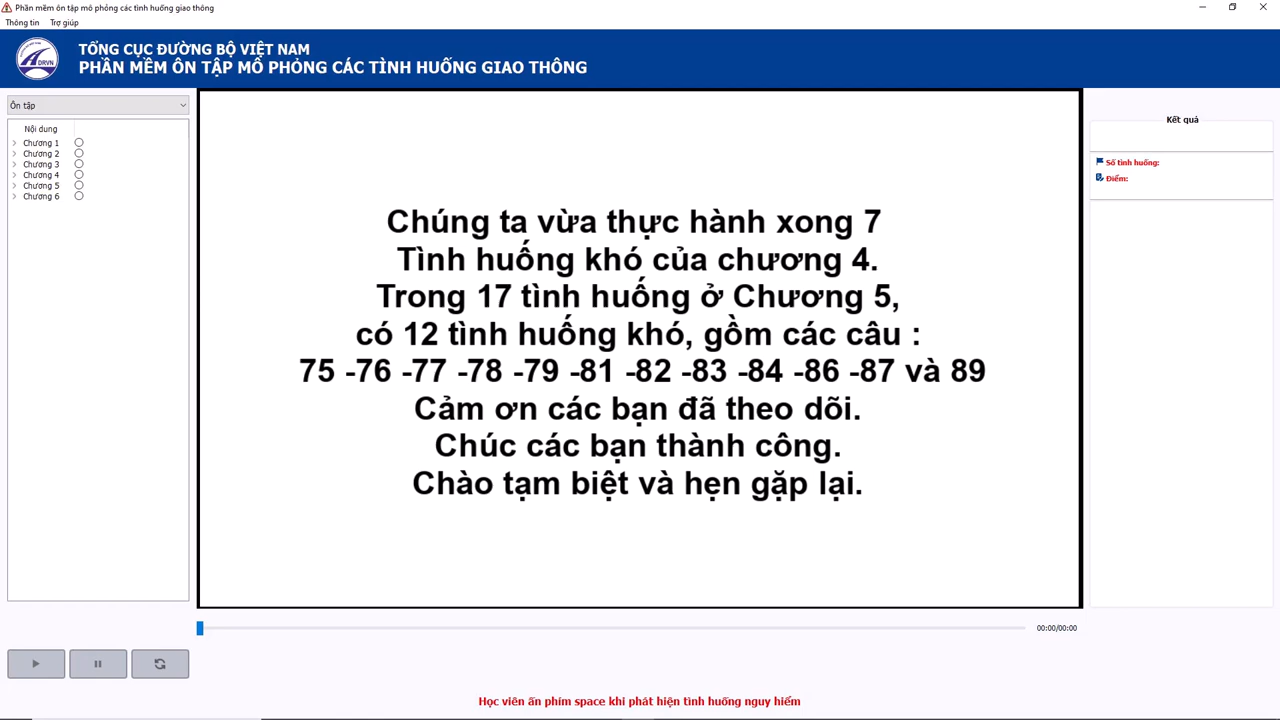 Phần mềm ôn tập mô phỏng các tình huống giao thông
Thông tin Trợ giúp
TỔNG CỤC ĐƯỜNG BỘ VIỆT NAM
PHẦN MỀM ÔN TẬP MÔ PHỎNG CÁC TÌNH HUỐNG GIAO THÔNG
DRVN
Ôn tập
Nội dung
Chương 1
Chương 2
Chương 3
Chương 4
Chương 5
Chương 6
Chúng ta vừa thực hành xong 7
Tình huống khó của chương 4.
Trong 17 tình huống ở Chương 5,
có 12 tình huống khó, gồm các câu :
75 -76 -77 -78 -79 -81 -82 -83 -84 -86 -87 và 89
Cảm ơn các bạn đã theo dõi.
Chúc các bạn thành công.
Chào tạm biệt và hẹn gặp lại.
Kết quả
Số tình huống:
Điểm:
00:00/00:00
Học viên ấn phím space khi phát hiện tình huống nguy hiểm